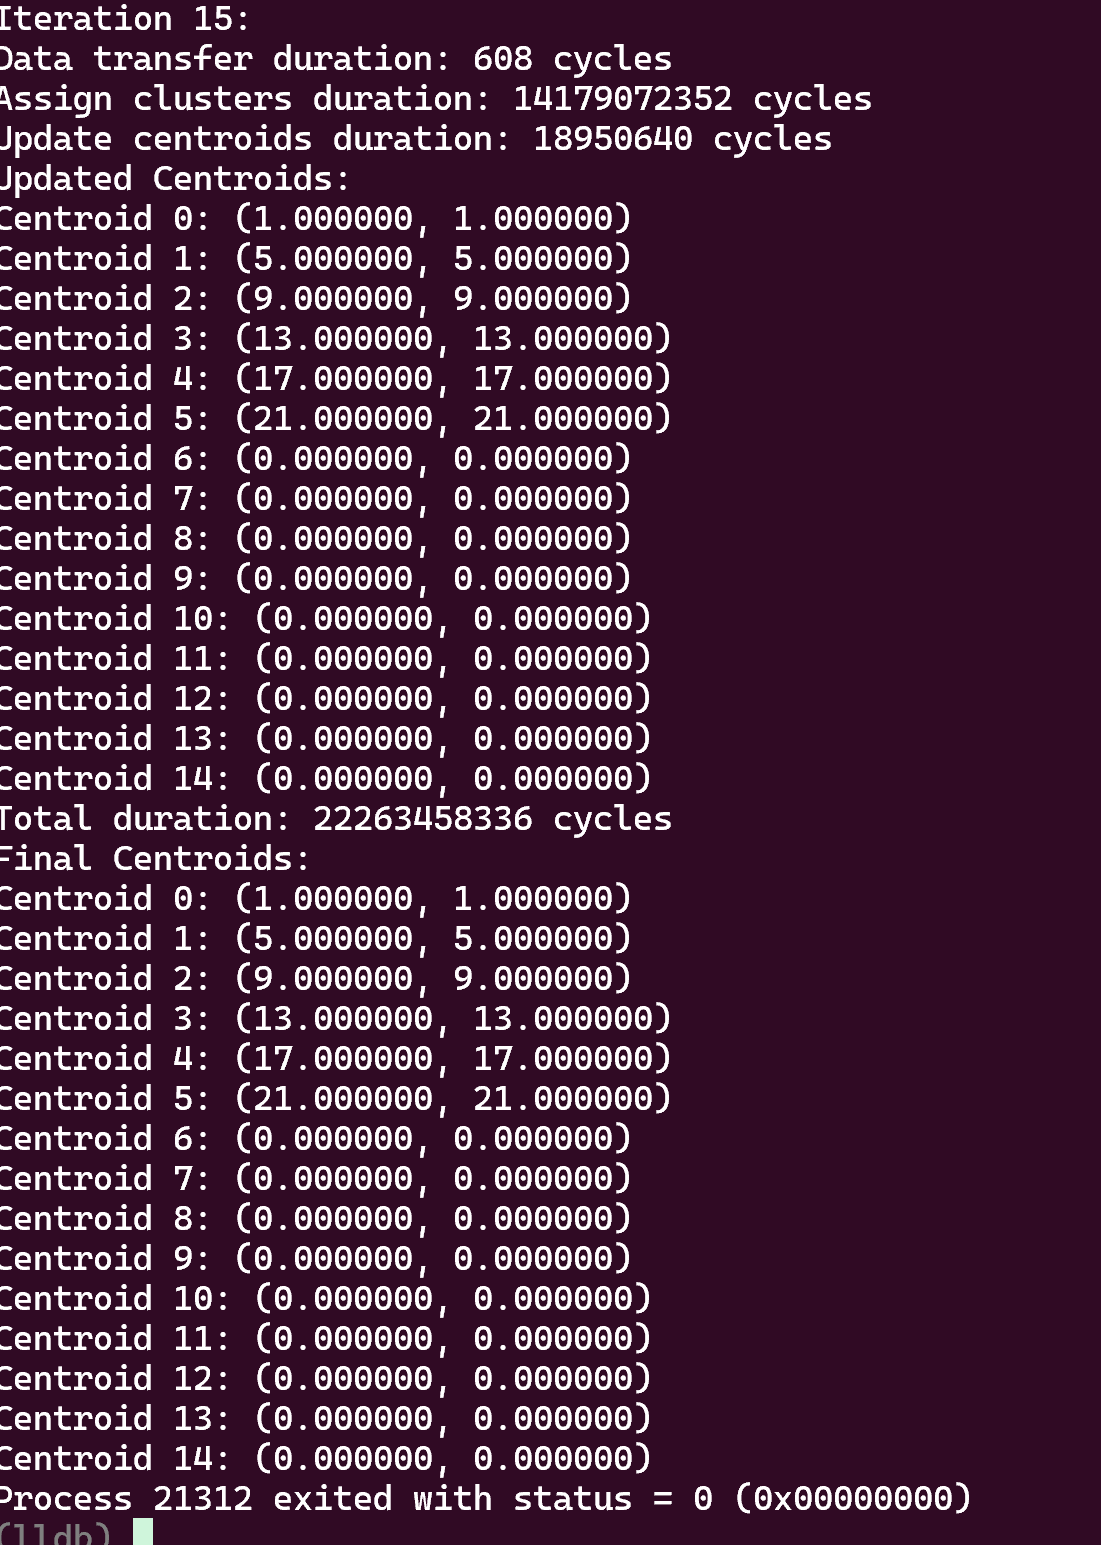 Iteration 15:
Data transfer duration: 608 cycles
Assign clusters duration: 14179072352 cycles
Update centroids duration: 18950640 cycles
Updated Centroids:
Centroid 0: (1.000000, 1.000000)
Centroid 1: (5.000000, 5.000000)
Centroid 2: (9.000000, 9.000000)
Centroid 3: (13.000000, 13.000000)
Centroid 4: (17.000000, 17.000000)
Centroid 5: (21.000000, 21.000000)
Centroid 6: (0.000000, 0.000000)
Centroid 7: (0.000000, 0.000000)
Centroid 8: (0.000000, 0.000000)
Centroid 9: (0.000000, 0.000000)
Centroid 10: (0.000000, 0.000000)
Centroid 11: (0.000000, 0.000000)
Centroid 12: (0.000000, 0.000000)
Centroid 13: (0.000000, 0.000000)
Centroid 14: (0.000000, 0.000000)
Total duration: 22263458336 cycles
Final Centroids:
Centroid 0: (1.000000, 1.000000)
Centroid 1: (5.000000, 5.000000)
Centroid 2: (9.000000, 9.000000)
Centroid 3: (13.000000, 13.000000)
Centroid 4: (17.000000, 17.000000)
Centroid 5: (21.000000, 21.000000)
Centroid 6: (0.000000, 0.000000)
Centroid 7: (0.000000, 0.000000)
Centroid 8: (0.000000, 0.000000)
Centroid 9: (0.000000, 0.000000)
Centroid 10: (0.000000, 0.000000)
Centroid 11: (0.000000, 0.000000)
Centroid 12: (0.000000, 0.000000)
Centroid 13: (0.000000, 0.000000)
Centroid 14: (0.000000, 0.000000)
Process 21312 exited with status = 0 (0x00000000)
(lldb)